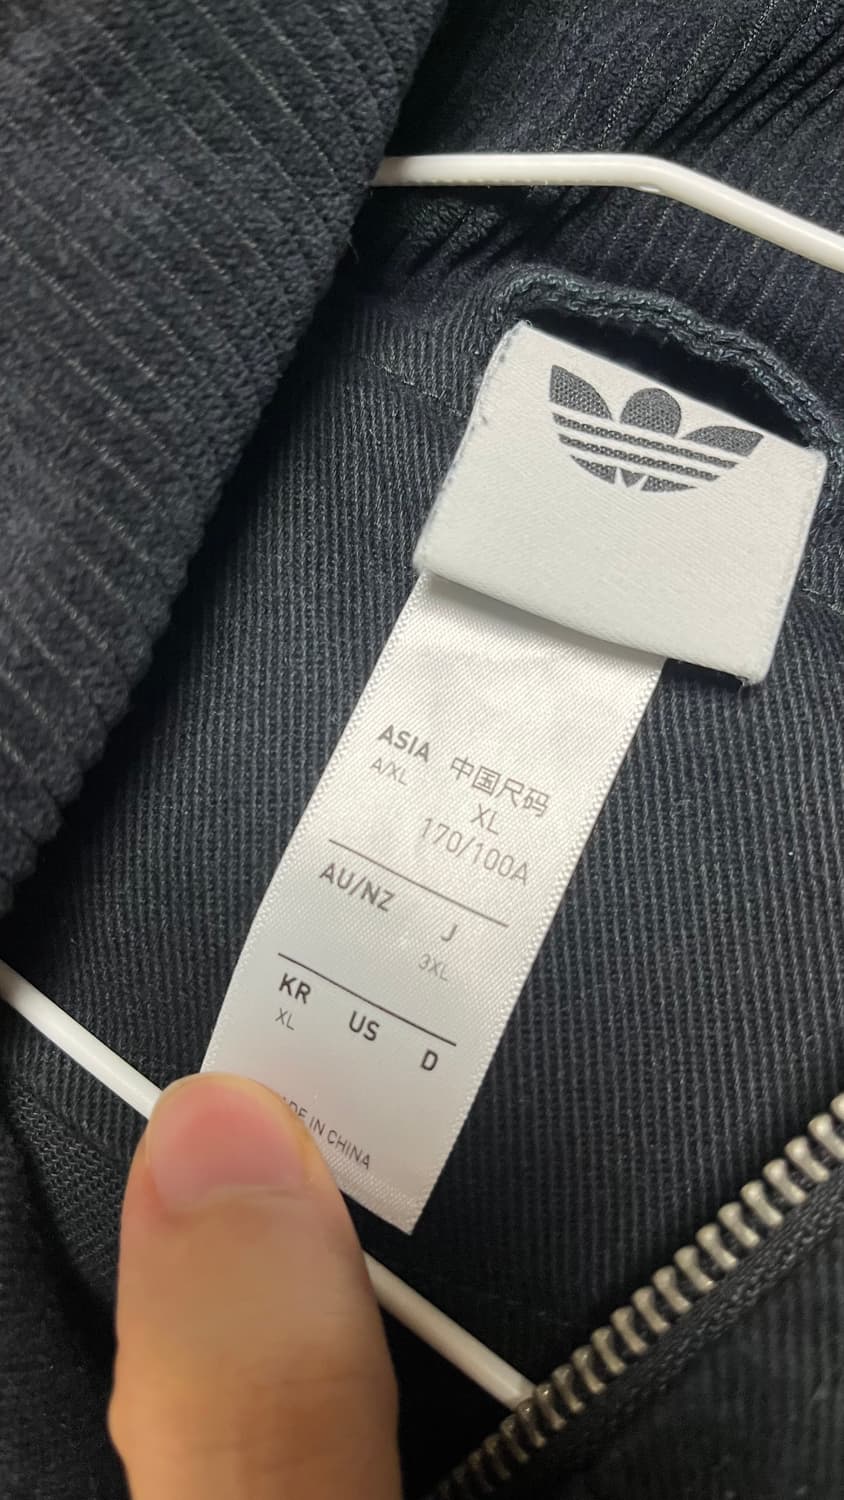 ASIA 中国尺码
A/XL XL
170/100A
AU/NZ J
3XL
KR US D
XL
ADE IN CHINA